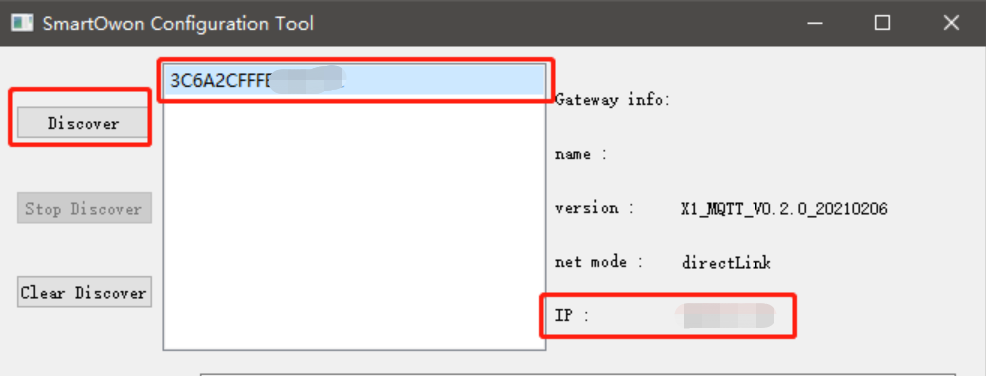 SmartOwon Configuration Tool
Discover
Stop Discover
Clear Discover
Gateway info:
name :
version : X1_MQTT_V0.2.0_20210206
net mode : directLink
IP :